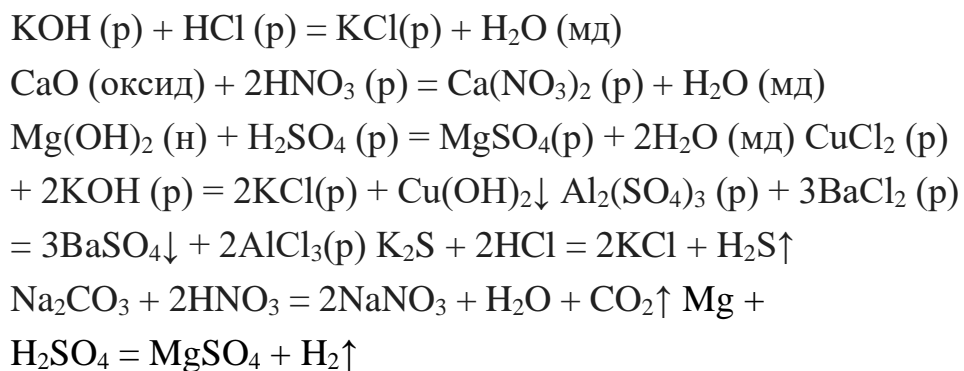 KOH (р) + HCl (р) = KCl(р) + H₂O (мд)
CaO (оксид) + 2HNO₃ (р) = Ca(NO₃)₂ (р) + H₂O (мд)
Mg(OH)₂ (н) + H₂SO₄ (р) = MgSO₄(р) + 2H₂O (мд) CuCl₂ (р)
+ 2KOH (р) = 2KCl(р) + Cu(OH)₂↓ Al₂(SO₄)₃ (р) + 3BaCl₂ (р)
= 3BaSO₄↓ + 2AlCl₃(р) K₂S + 2HCl = 2KCl + H₂S↑
Na₂CO₃ + 2HNO₃ = 2NaNO₃ + H₂O + CO₂↑ Mg +
H₂SO₄ = MgSO₄ + H₂↑